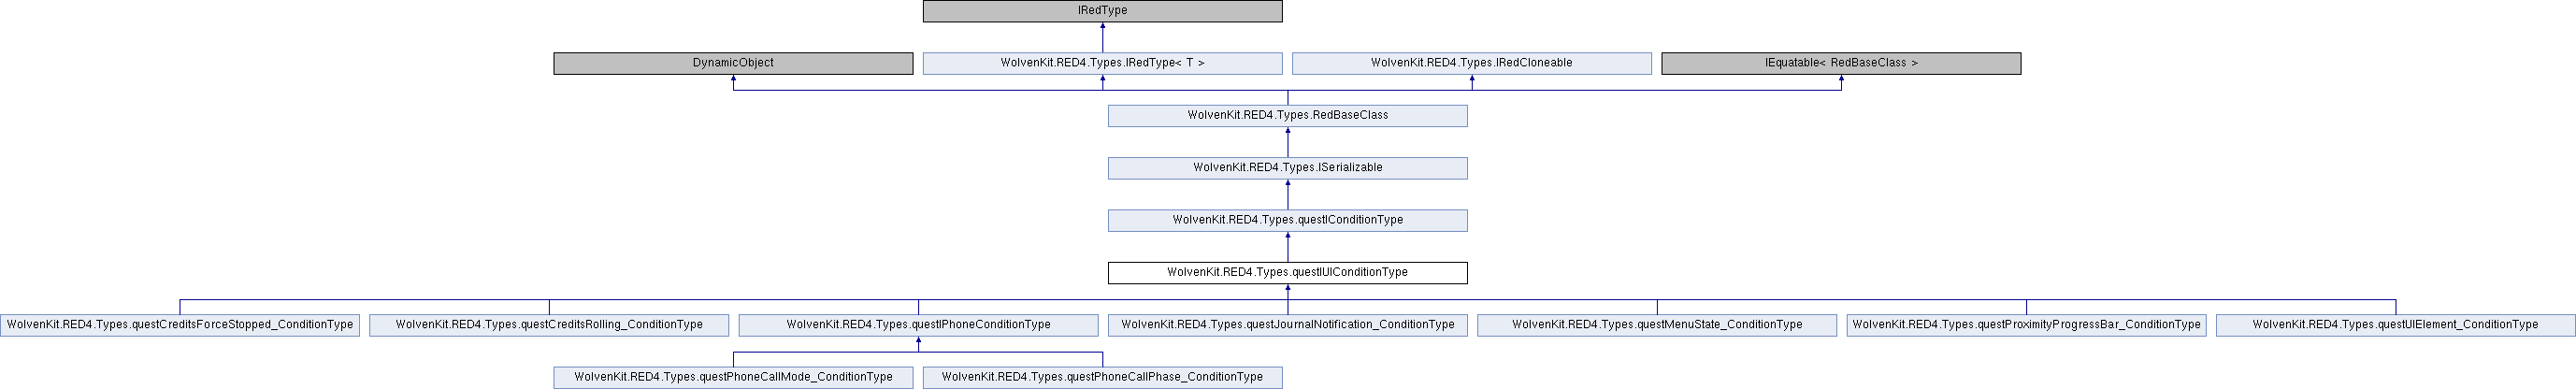 IRedType
DynamicObject
WolvenKit.RED4.Types.IRedType< T >
WolvenKit.RED4.Types.IRedCloneable
IEquatable< RedBaseClass >
WolvenKit.RED4.Types.RedBaseClass
WolvenKit.RED4.Types.ISerializable
WolvenKit.RED4.Types.questIConditionType
WolvenKit.RED4.Types.questIUIConditionType
WolvenKit.RED4.Types.questCreditsForceStopped_ConditionType
WolvenKit.RED4.Types.questCreditsRolling_ConditionType
WolvenKit.RED4.Types.questIPhoneConditionType
WolvenKit.RED4.Types.questJournalNotification_ConditionType
WolvenKit.RED4.Types.questMenuState_ConditionType
WolvenKit.RED4.Types.questProximityProgressBar_ConditionType
WolvenKit.RED4.Types.questUIElement_ConditionType
WolvenKit.RED4.Types.questPhoneCallMode_ConditionType
WolvenKit.RED4.Types.questPhoneCallPhase_ConditionType